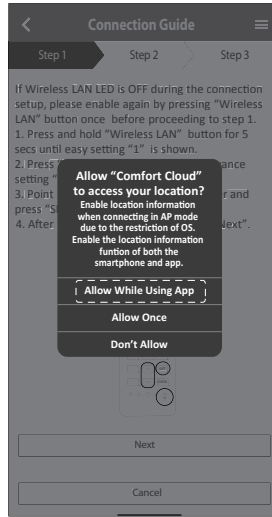 Connection Guide
Step 1
Step 2
Step 3
If Wireless LAN LED is OFF during the connection
setup, please enable again by pressing “Wireless
LAN” button once before proceeding to step 1.
1. Press and hold “Wireless LAN” button for 5
secs until easy setting “1” is shown.
2. Press
setting “
3. Point
r and
press “S
4. After
Next”.
Allow “Comfort Cloud”
to access your location?
Enable location information
when connecting in AP mode
due to the restriction of OS.
Enable the location information
funtion of both the
smartphone and app.
Allow While Using App
Allow Once
Don’t Allow
Next
Cancel